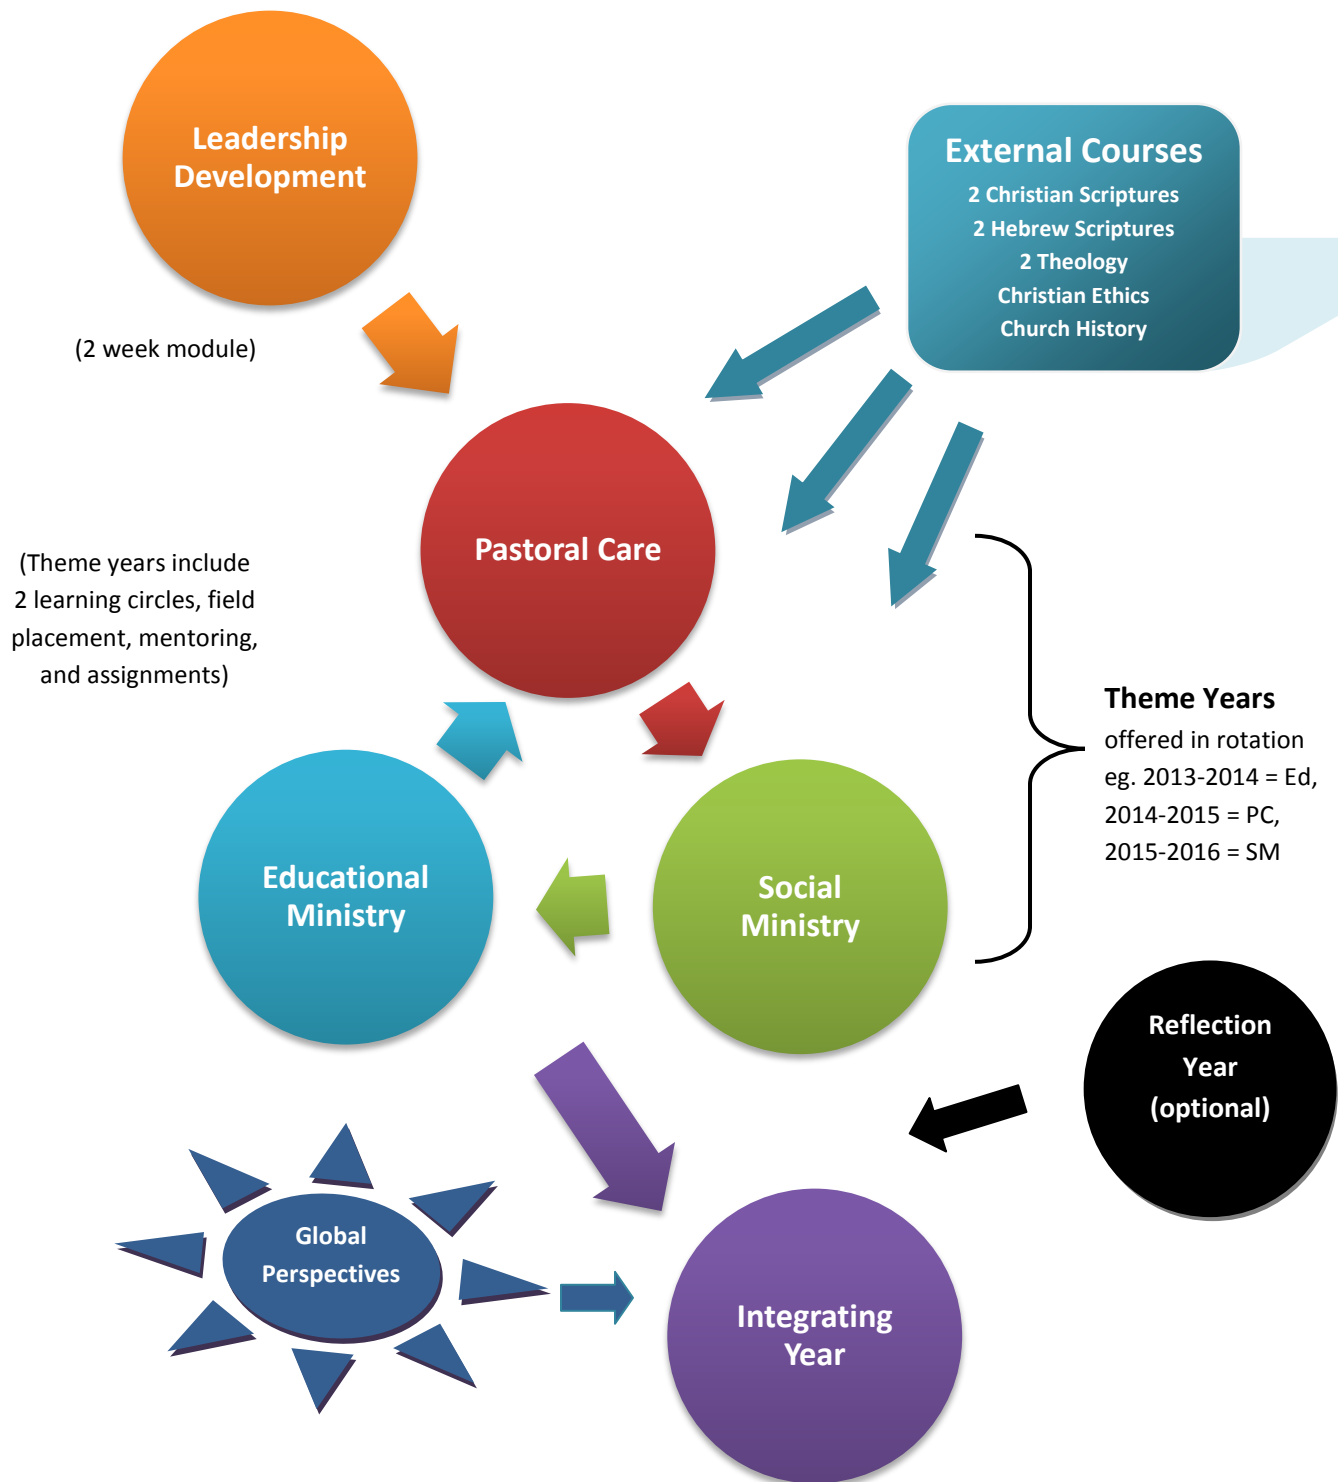 Leadership
Development
(2 week module)
External Courses
2 Christian Scriptures
2 Hebrew Scriptures
2 Theology
Christian Ethics
Church History
Pastoral Care
(Theme years include
2 learning circles, field
placement, mentoring,
and assignments)
Theme Years
offered in rotation
eg. 2013-2014 = Ed,
2014-2015 = PC,
2015-2016 = SM
Educational
Ministry
Social
Ministry
Reflection
Year
(optional)
Global
Perspectives
Integrating
Year